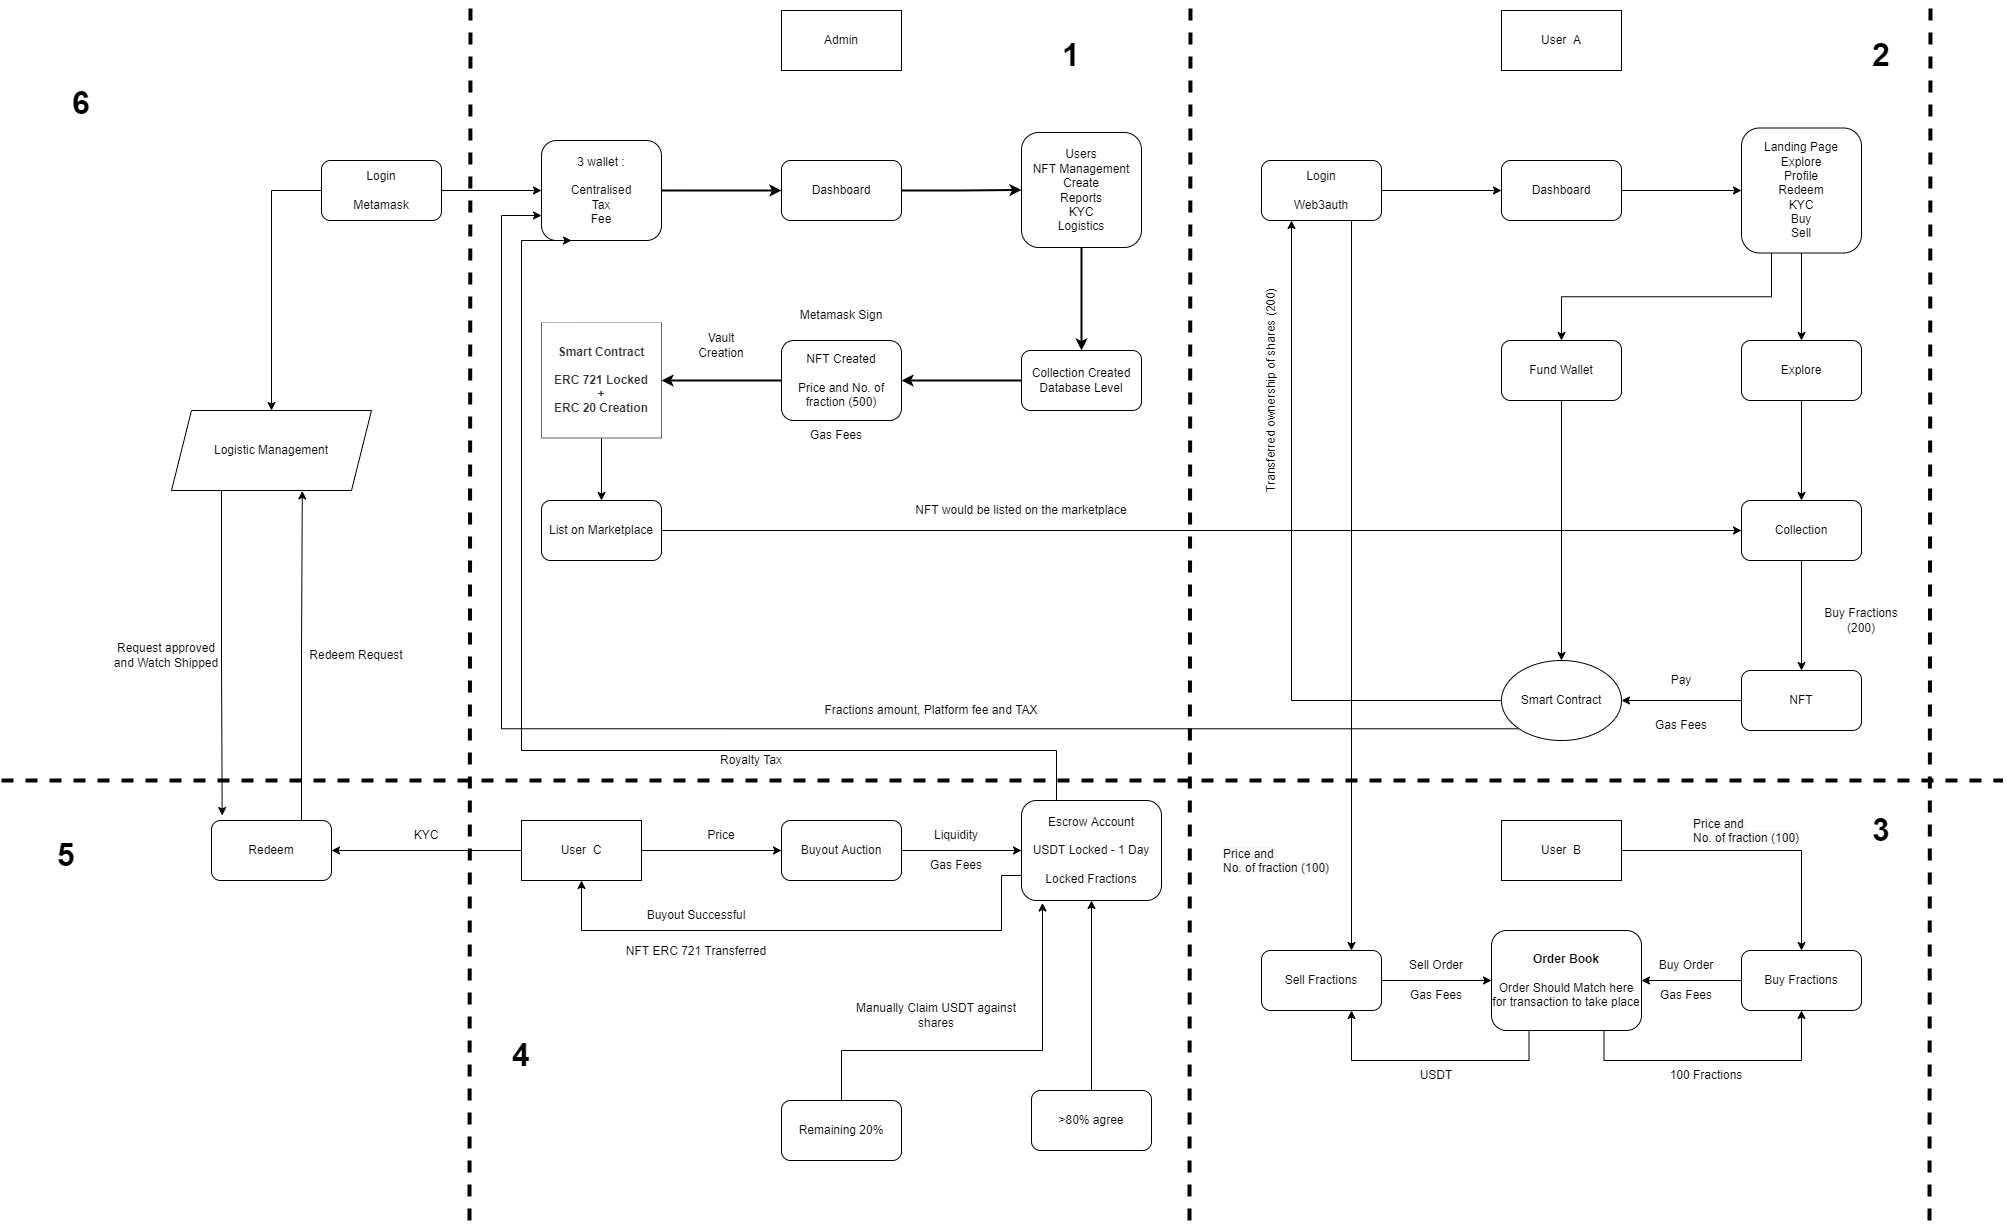 Admin
1
User A
2
6
Login
Metamask
3 wallet :
Centralised
Tax
Fee
Dashboard
Users
NFT Management
Create
Reports
KYC
Logistics
Login
Web3auth
Dashboard
Landing Page
Explore
Profile
Redeem
KYC
Buy
Sell
Smart Contract
ERC 721 Locked
+
ERC 20 Creation
Vault
Creation
Metamask Sign
NFT Created
Price and No. of
fraction (500)
Gas Fees
Collection Created
Database Level
Transferred ownership of shares (200)
Fund Wallet
Explore
Logistic Management
List on Marketplace
NFT would be listed on the marketplace
Collection
Request approved
and Watch Shipped
Redeem Request
Buy Fractions
(200)
Fractions amount, Platform fee and TAX
Smart Contract
Pay
Gas Fees
NFT
Royalty Tax
5
Redeem
KYC
User C
Price
Buyout Auction
Liquidity
Gas Fees
Escrow Account
USDT Locked - 1 Day
Locked Fractions
Buyout Successful
NFT ERC 721 Transferred
Price and
No. of fraction (100)
User B
Price and
No. of fraction (100)
3
4
Manually Claim USDT against
shares
Remaining 20%
>80% agree
Sell Fractions
Sell Order
Gas Fees
Order Book
Order Should Match here
for transaction to take place
Buy Order
Gas Fees
Buy Fractions
USDT
100 Fractions